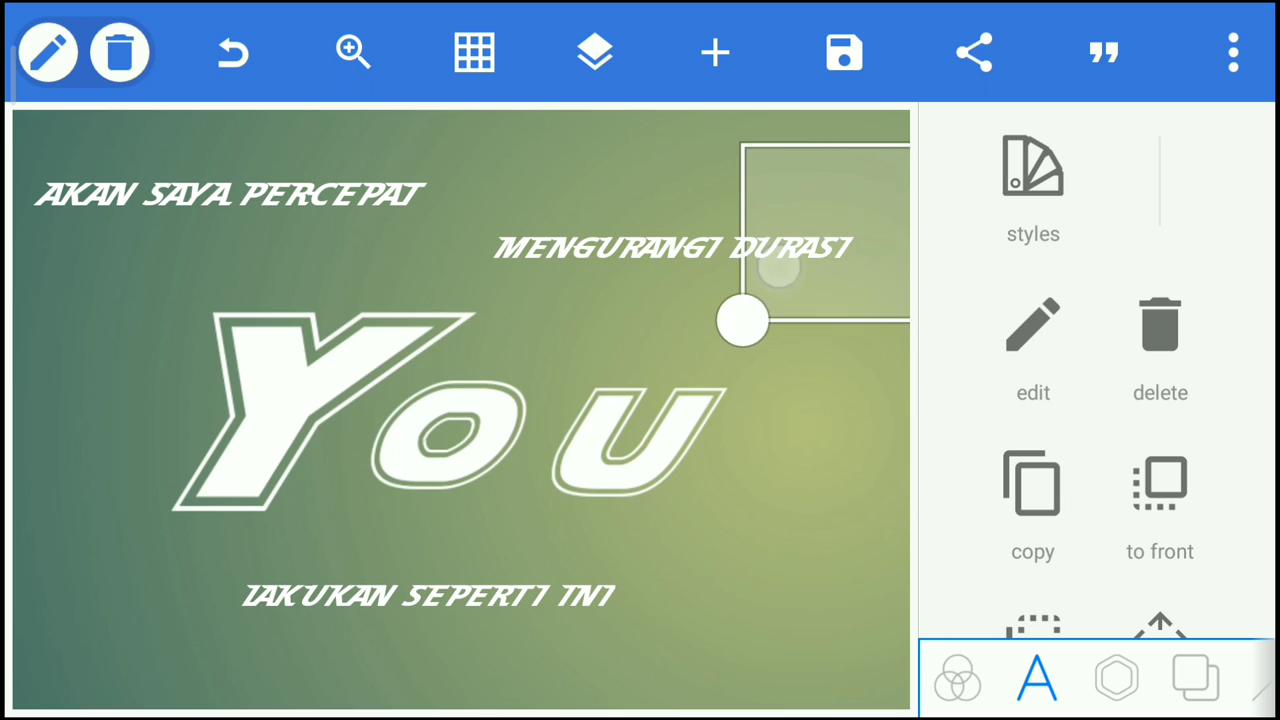 AKAN SAYA PERCEPAT
MENGURANGI DURASI
You
LAKUKAN SEPERTI INI
styles
edit
delete
copy
to front